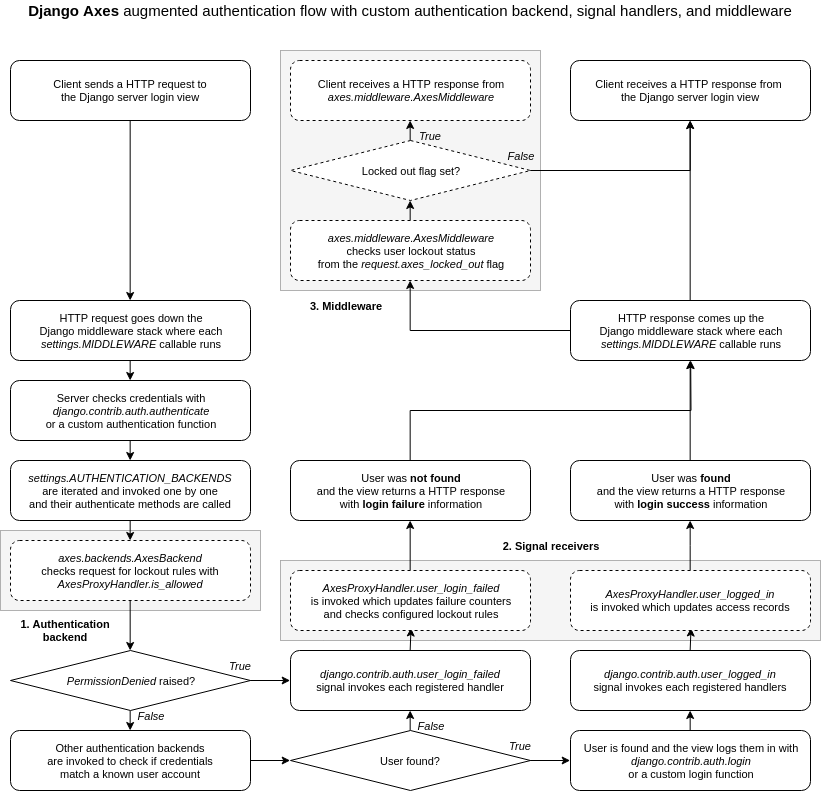 Django Axes augmented authentication flow with custom authentication backend, signal handlers, and middleware
Client sends a HTTP request to
the Django server login view
Client receives a HTTP response from
axes.middleware.AxesMiddleware
Client receives a HTTP response from
the Django server login view
True
False
Locked out flag set?
axes.middleware.AxesMiddleware
checks user lockout status
from the request.axes_locked_out flag
3. Middleware
HTTP request goes down the
Django middleware stack where each
settings.MIDDLEWARE callable runs
HTTP response comes up the
Django middleware stack where each
settings.MIDDLEWARE callable runs
Server checks credentials with
django.contrib.auth.authenticate
or a custom authentication function
settings.AUTHENTICATION_BACKENDS
are iterated and invoked one by one
and their authenticate methods are called
User was not found
and the view returns a HTTP response
with login failure information
User was found
and the view returns a HTTP response
with login success information
2. Signal receivers
axes.backends.AxesBackend
checks request for lockout rules with
AxesProxyHandler.is_allowed
AxesProxyHandler.user_login_failed
is invoked which updates failure counters
and checks configured lockout rules
AxesProxyHandler.user_logged_in
is invoked which updates access records
1. Authentication
backend
True
PermissionDenied raised?
False
django.contrib.auth.user_login_failed
signal invokes each registered handler
django.contrib.auth.user_logged_in
signal invokes each registered handlers
Other authentication backends
are invoked to check if credentials
match a known user account
False
True
User found?
User is found and the view logs them in with
django.contrib.auth.login
or a custom login function